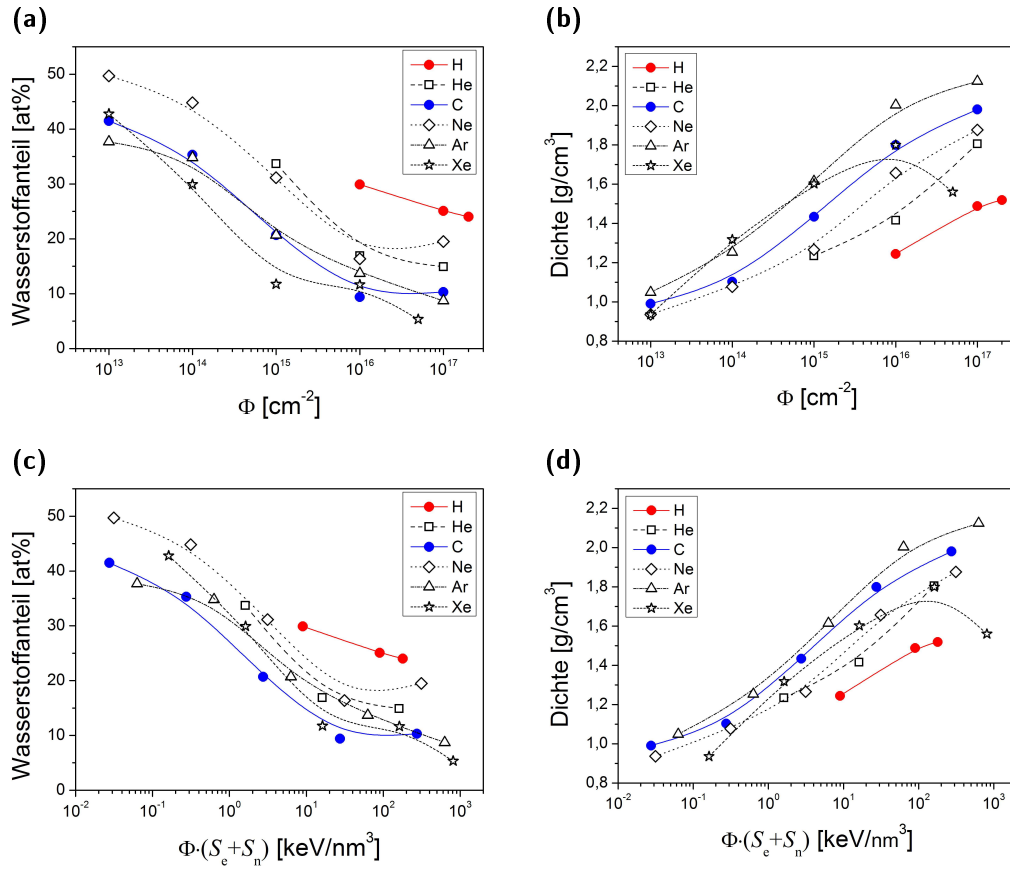 (a)
Wasserstoffanteil [at%]
50
40
30
20
10
0
H
He
C
Ne
Ar
Xe
10^13 10^14 10^15 10^16 10^17
Φ [cm^-2]
(b)
Dichte [g/cm^3]
2,2
2,0
1,8
1,6
1,4
1,2
1,0
0,8
H
He
C
Ne
Ar
Xe
10^13 10^14 10^15 10^16 10^17
Φ [cm^-2]
(c)
Wasserstoffanteil [at%]
50
40
30
20
10
0
H
He
C
Ne
Ar
Xe
10^-2 10^-1 10^0 10^1 10^2 10^3
Φ·(S_e+S_n) [keV/nm^3]
(d)
Dichte [g/cm^3]
2,2
2,0
1,8
1,6
1,4
1,2
1,0
0,8
H
He
C
Ne
Ar
Xe
10^-2 10^-1 10^0 10^1 10^2 10^3
Φ·(S_e+S_n) [keV/nm^3]